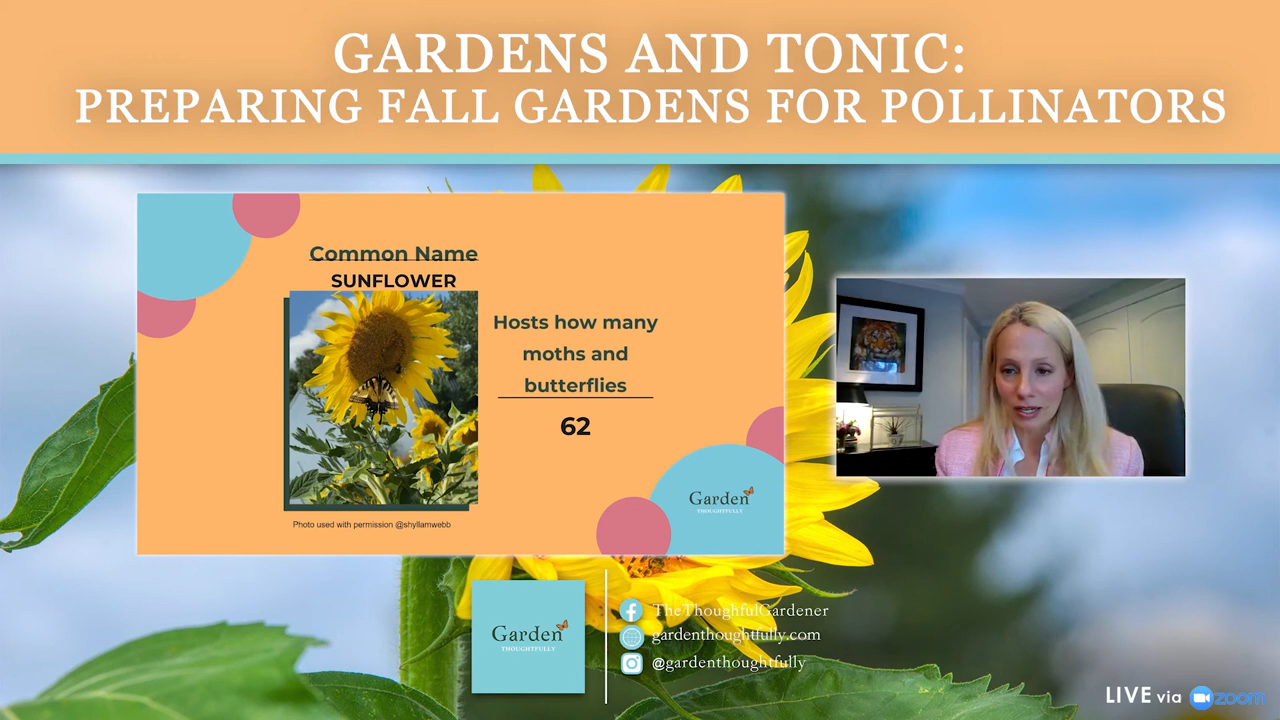 GARDENS AND TONIC:
PREPARING FALL GARDENS FOR POLLINATORS
Common Name
SUNFLOWER
Hosts how many
moths and
butterflies
62
Photo used with permission @shyllamwebb
Garden
THOUGHTFULLY
Garden
THOUGHTFULLY
TheThoughfulGardener
gardenthoughtfully.com
@gardenthoughtfully
LIVE via zoom